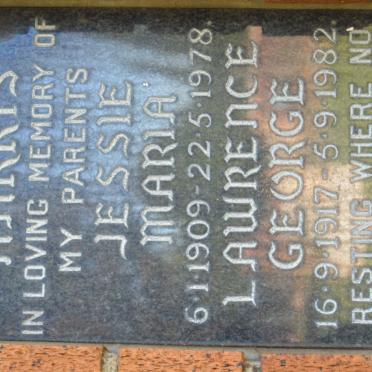 IN LOVING MEMORY OF
MY PARENTS
JESSIE
MARIA
6·1·1909-22·5·1978.
LAWRENCE
GEORGE
16·9·1917-5·9·1982.
RESTING WHERE NO